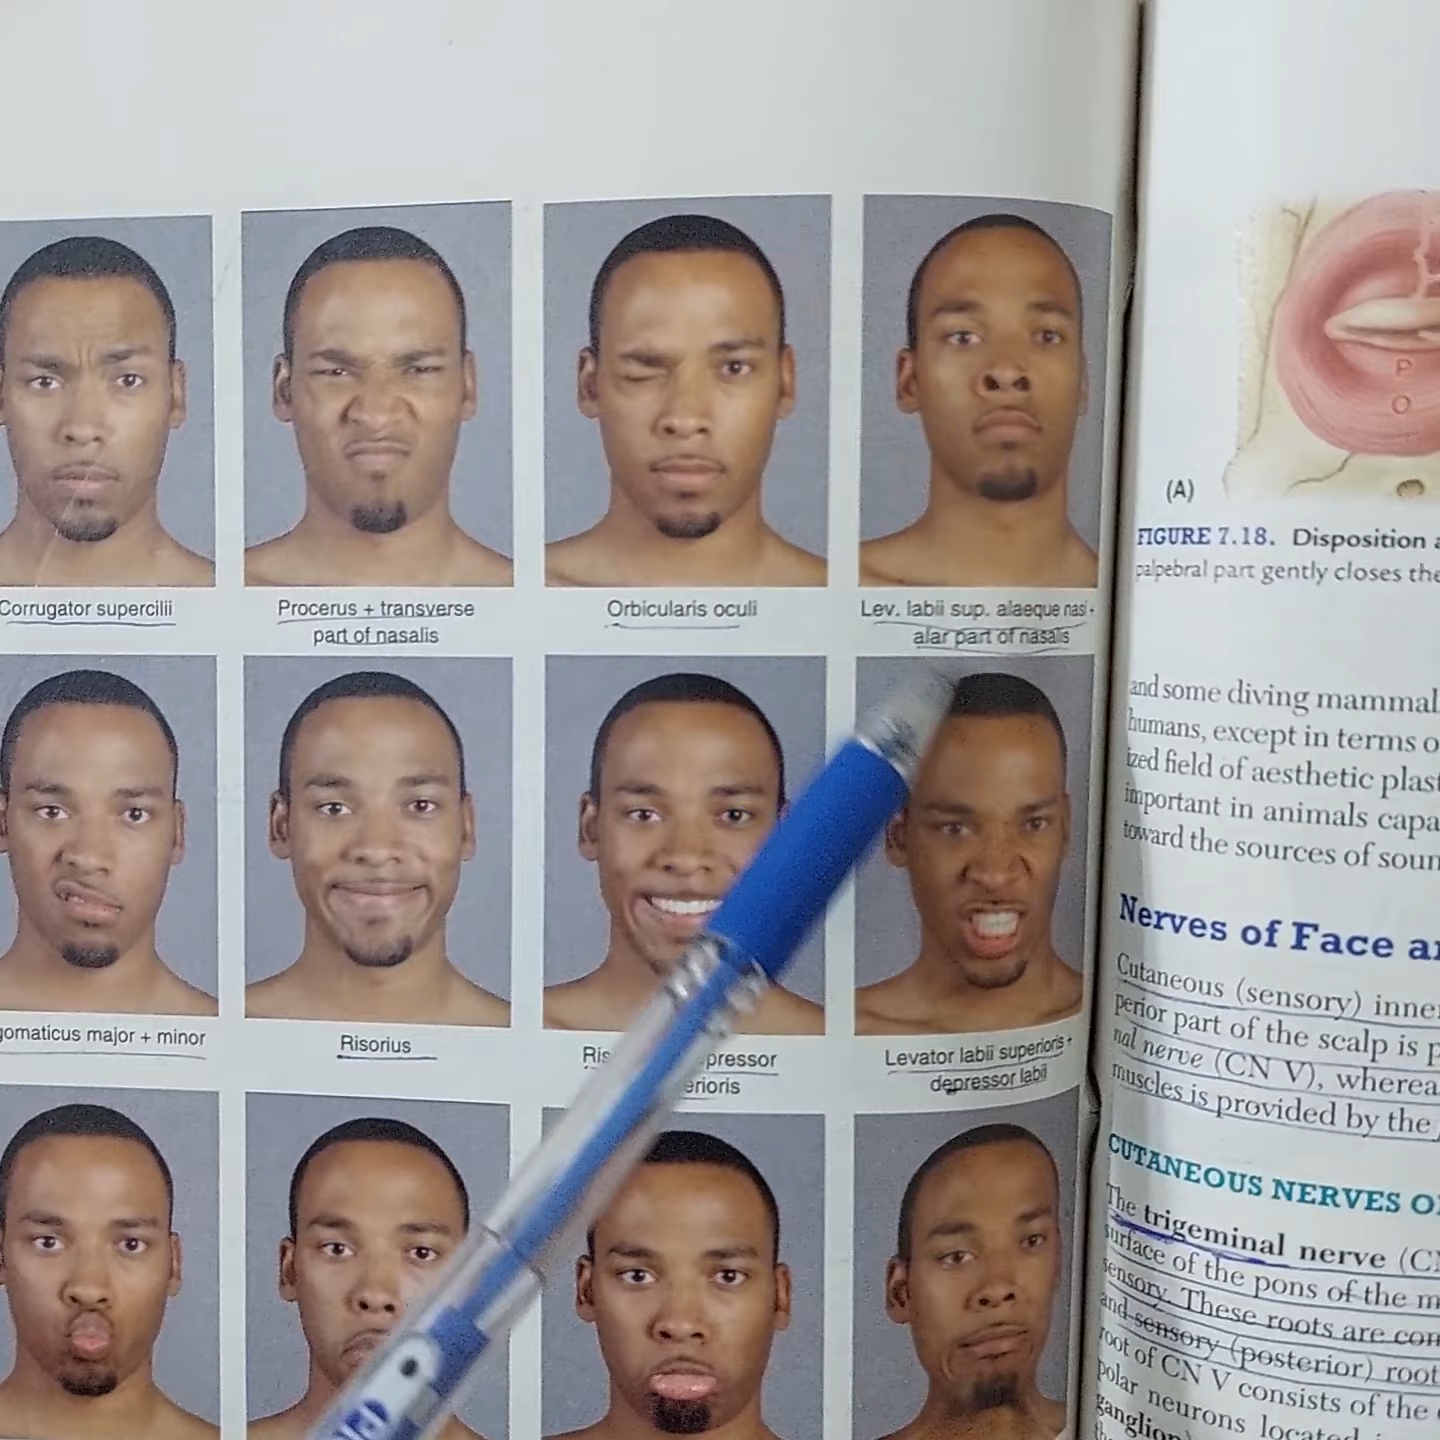 Corrugator supercilii
Procerus + transverse
part of nasalis
Orbicularis oculi
Lev. labii sup. alaeque nasi+
alar part of nasalis
gomaticus major + minor
Risorius
Ris pressor
erioris
Levator labii superioris+
depressor labii
P
O
(A)
FIGURE 7.18. Disposition a
palpebral part gently closes the
and some diving mammal
humans, except in terms o
ized field of aesthetic plast
important in animals capa
toward the sources of soun
Nerves of Face a
Cutaneous (sensory) inner
perior part of the scalp is p
nal nerve (CN V), wherea
muscles is provided by the
CUTANEOUS NERVES O
The trigeminal nerve (CN
surface of the pons of the m
sensory. These roots are com
and sensory (posterior) root
root of CN V consists of the
polar neurons located
ganglion)